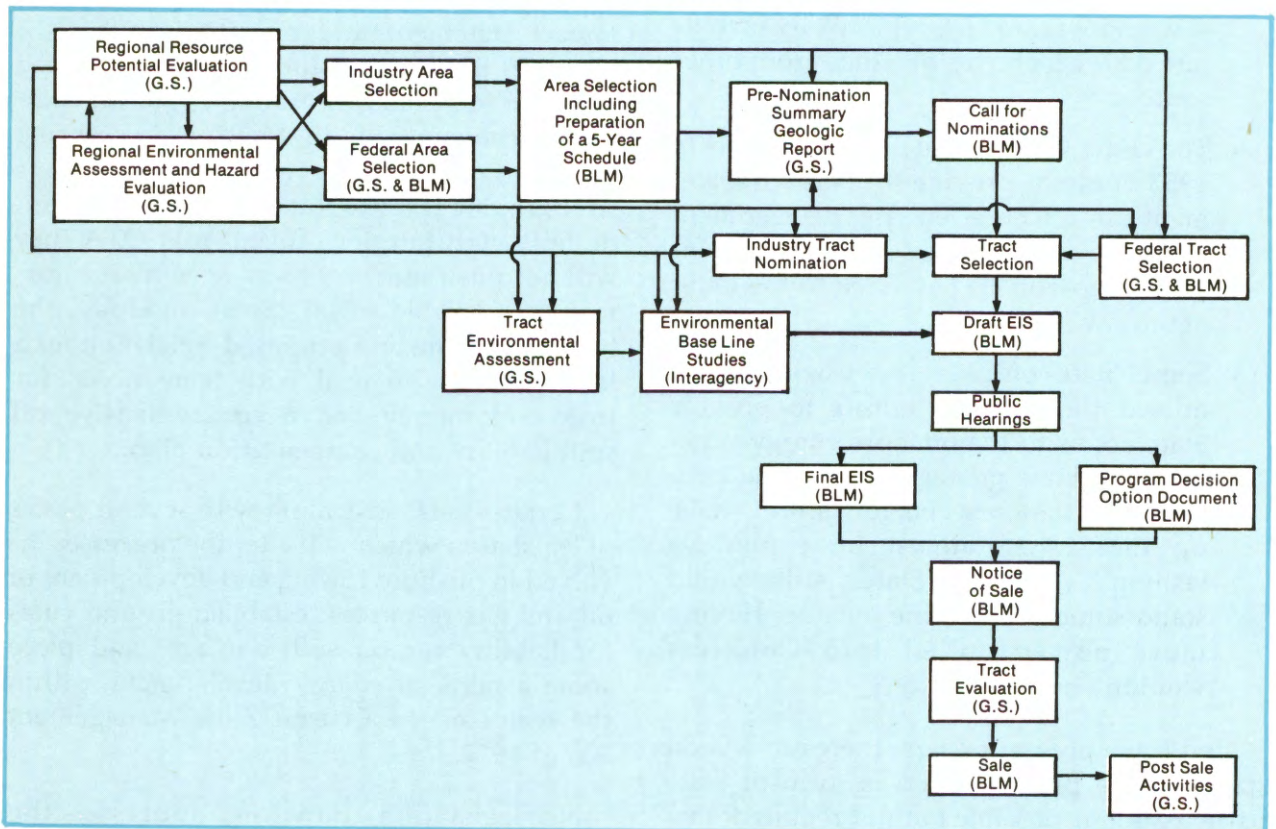 Regional Resource
Potential Evaluation
(G.S.)
Industry Area
Selection
Area Selection
Including
Preparation
of a 5-Year
Schedule
(BLM)
Pre-Nomination
Summary
Geologic
Report
(G.S.)
Call for
Nominations
(BLM)
Regional Environmental
Assessment and Hazard
Evaluation
(G.S.)
Federal Area
Selection
(G.S. & BLM)
Industry Tract
Nomination
Tract
Selection
Federal Tract
Selection
(G.S. & BLM)
Tract
Environmental
Assessment
(G.S.)
Environmental
Base Line
Studies
(Interagency)
Draft EIS
(BLM)
Public
Hearings
Final EIS
(BLM)
Program Decision
Option Document
(BLM)
Notice
of Sale
(BLM)
Tract
Evaluation
(G.S.)
Sale
(BLM)
Post Sale
Activities
(G.S.)